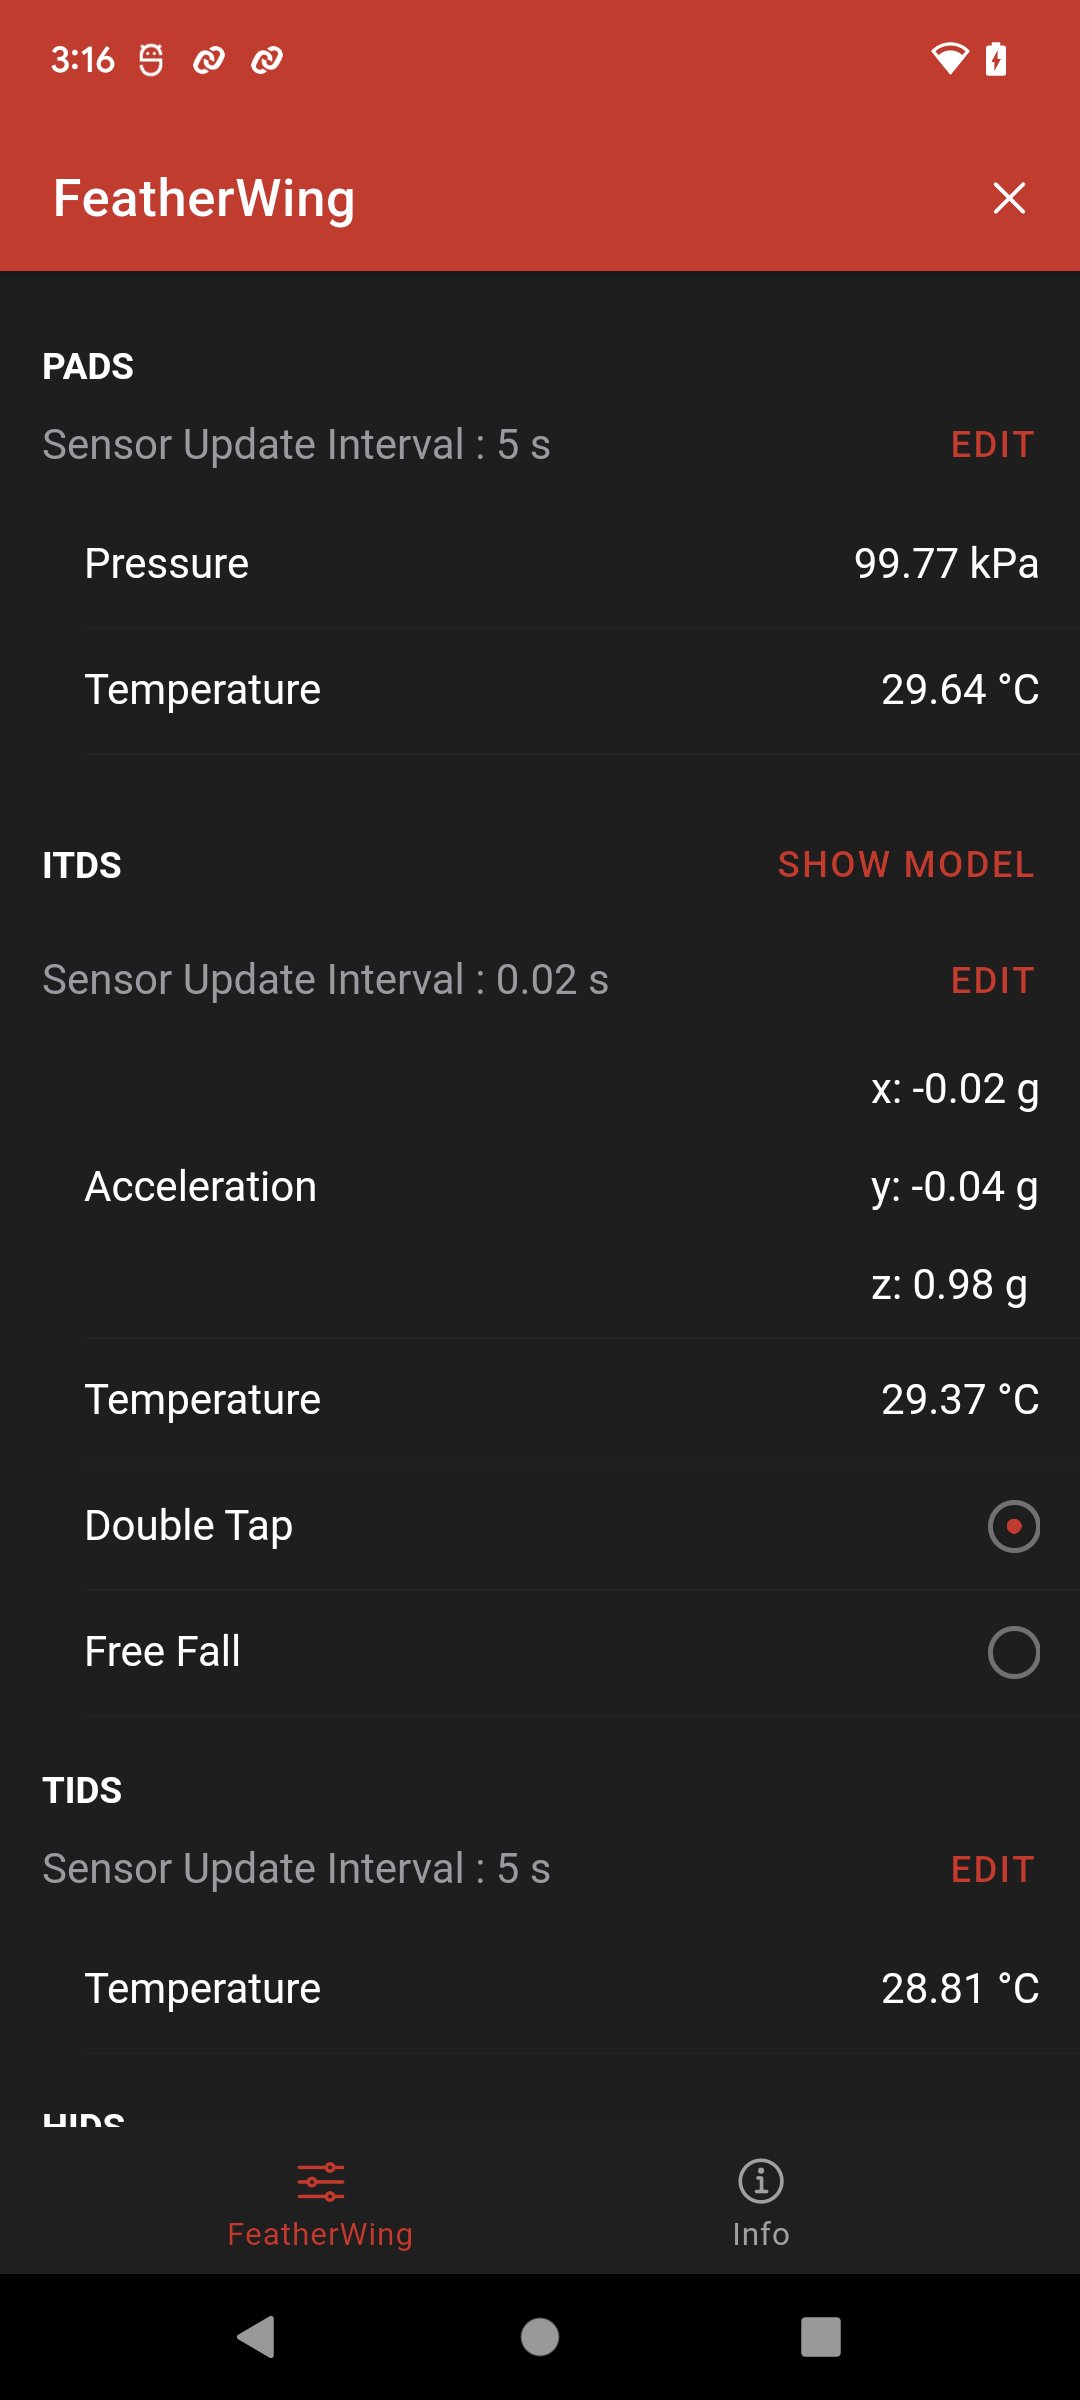 3:16
FeatherWing
PADS
Sensor Update Interval : 5 s EDIT
Pressure 99.77 kPa
Temperature 29.64 °C
ITDS SHOW MODEL
Sensor Update Interval : 0.02 s EDIT
x: -0.02 g
Acceleration y: -0.04 g
z: 0.98 g
Temperature 29.37 °C
Double Tap
Free Fall
TIDS
Sensor Update Interval : 5 s EDIT
Temperature 28.81 °C
HIDS
FeatherWing Info